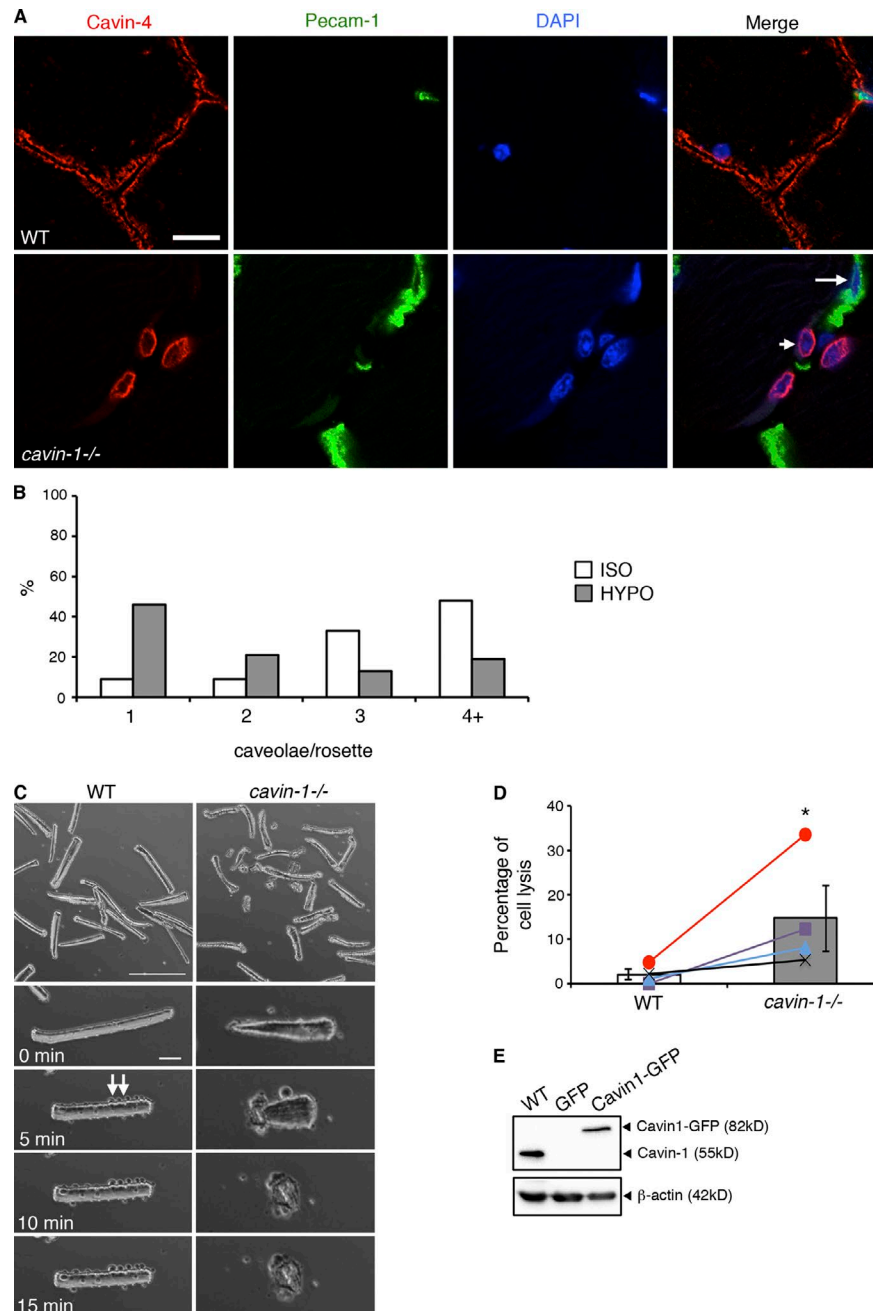 A
Cavin-4 Pecam-1 DAPI Merge
WT
cavin-1-/-
B
100
80
60
40
20
0
%
1 2 3 4+
caveolae/rosette
ISO
HYPO
C
WT cavin-1-/-
0 min
5 min
10 min
15 min
D
40
30
20
10
0
Percentage of
cell lysis
*
WT cavin-1-/-
E
WT GFP Cavin1-GFP
Cavin1-GFP (82kD)
Cavin-1 (55kD)
β-actin (42kD)